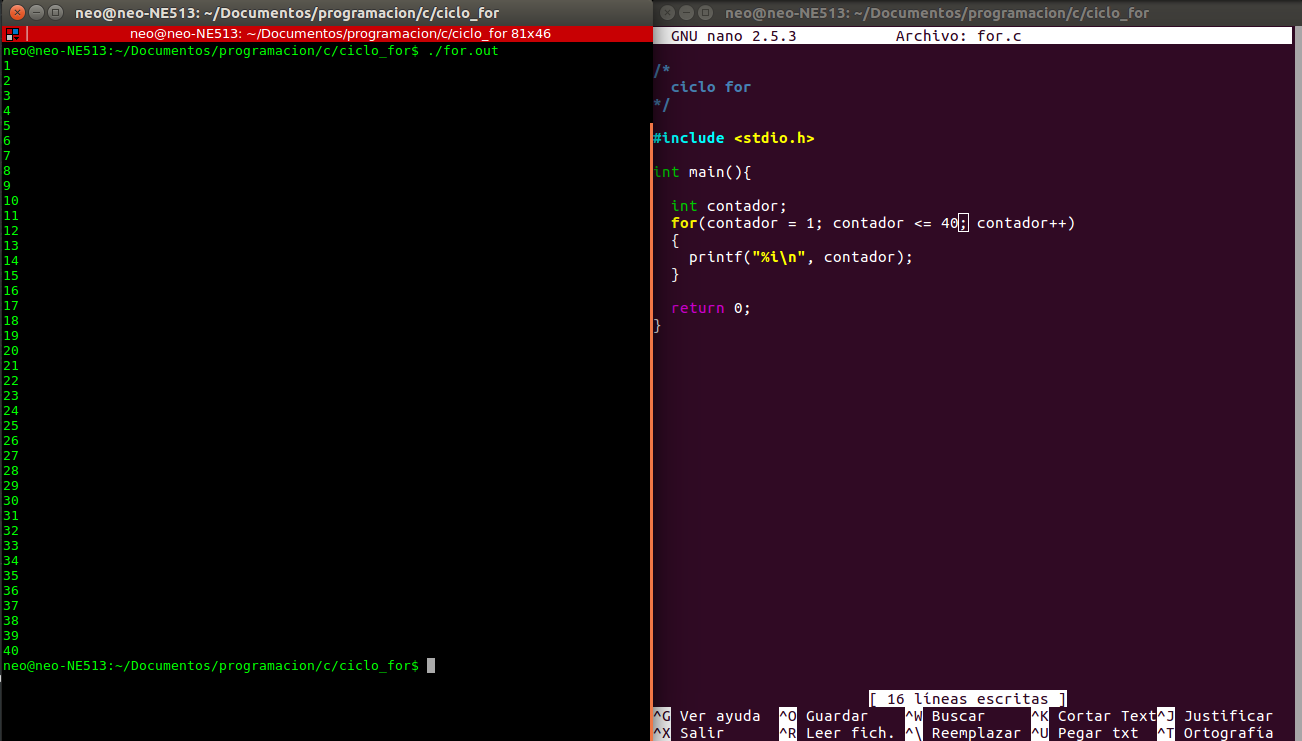 neo@neo-NE513: ~/Documentos/programacion/c/ciclo_for
neo@neo-NE513: ~/Documentos/programacion/c/ciclo_for 81x46
neo@neo-NE513:~/Documentos/programacion/c/ciclo_for$ ./for.out
1
2
3
4
5
6
7
8
9
10
11
12
13
14
15
16
17
18
19
20
21
22
23
24
25
26
27
28
29
30
31
32
33
34
35
36
37
38
39
40
neo@neo-NE513:~/Documentos/programacion/c/ciclo_for$
neo@neo-NE513: ~/Documentos/programacion/c/ciclo_for
GNU nano 2.5.3 Archivo: for.c
/*
ciclo for
*/
#include <stdio.h>
int main(){
int contador;
for(contador = 1; contador <= 40; contador++)
{
printf("%i\n", contador);
}
return 0;
}
[ 16 líneas escritas ]
^G Ver ayuda ^O Guardar ^W Buscar ^K Cortar Text^J Justificar
^X Salir ^R Leer fich. ^\ Reemplazar ^U Pegar txt ^T Ortografía